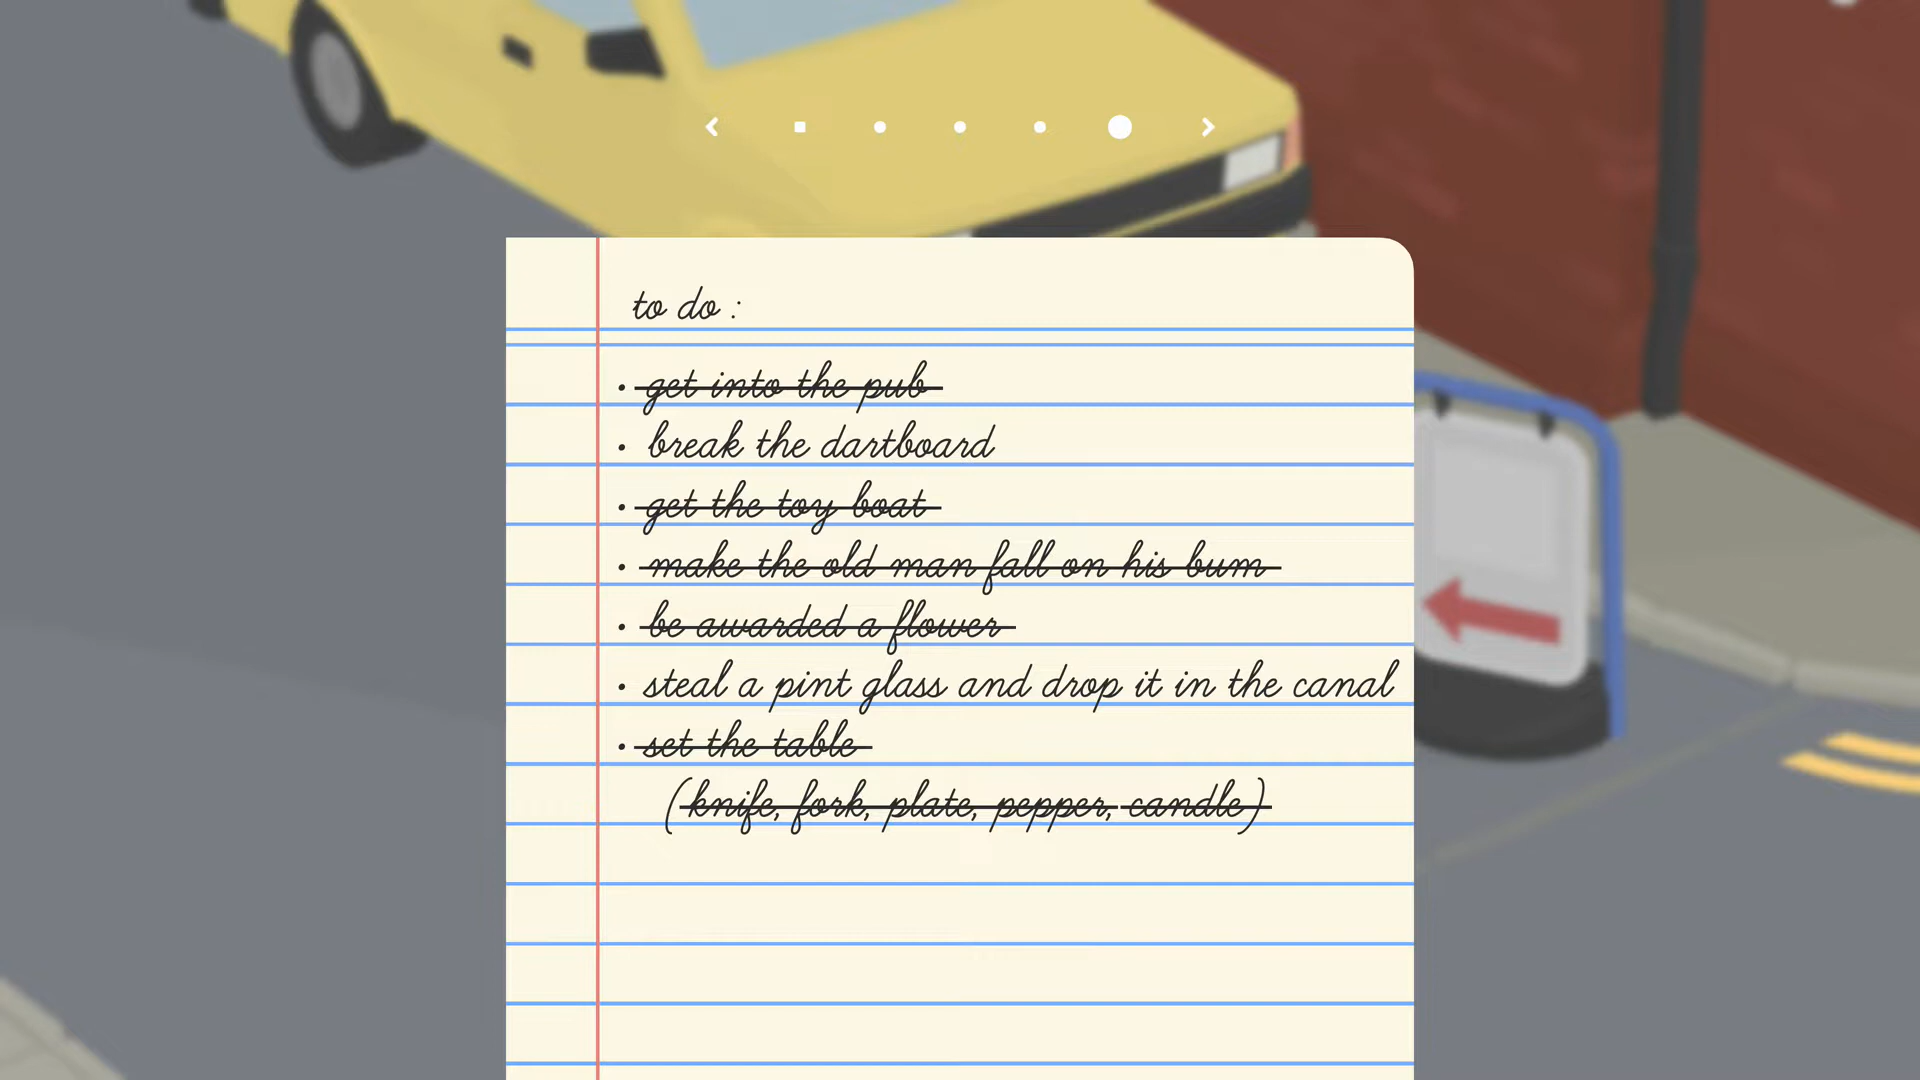 to do :
• get into the pub
• break the dartboard
• get the toy boat
• make the old man fall on his bum
• be awarded a flower
• steal a pint glass and drop it in the canal
• set the table
(knife, fork, plate, pepper, candle)